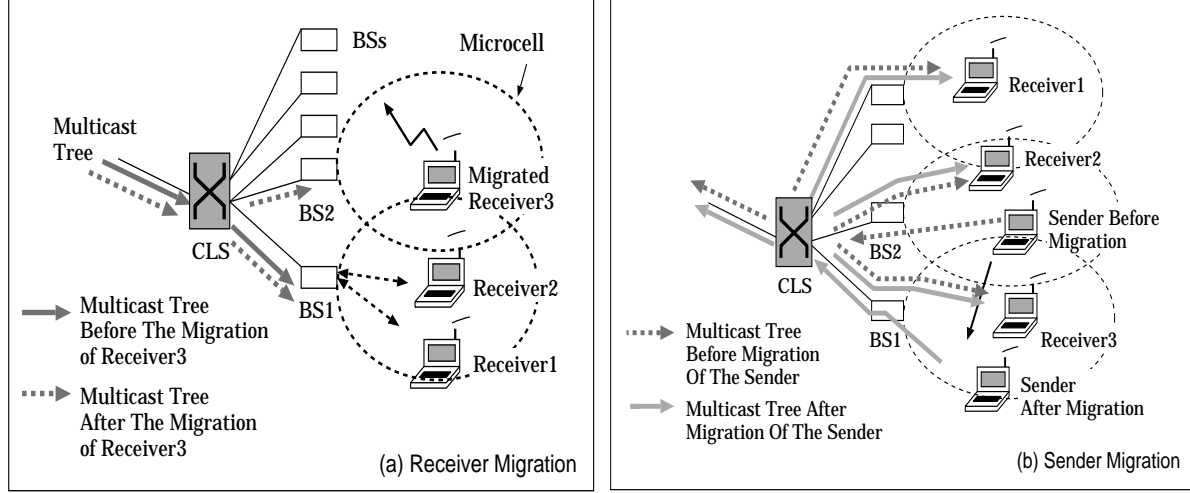 BSs
Microcell
Multicast
Tree
Migrated
Receiver3
BS2
CLS
BS1
Receiver2
Receiver1
Multicast Tree
Before The Migration
of Receiver3
Multicast Tree
After The Migration
of Receiver3
(a) Receiver Migration
Receiver1
Receiver2
Sender Before
Migration
BS2
CLS
BS1
Receiver3
Sender
After Migration
Multicast Tree
Before Migration
Of The Sender
Multicast Tree After
Migration Of The Sender
(b) Sender Migration